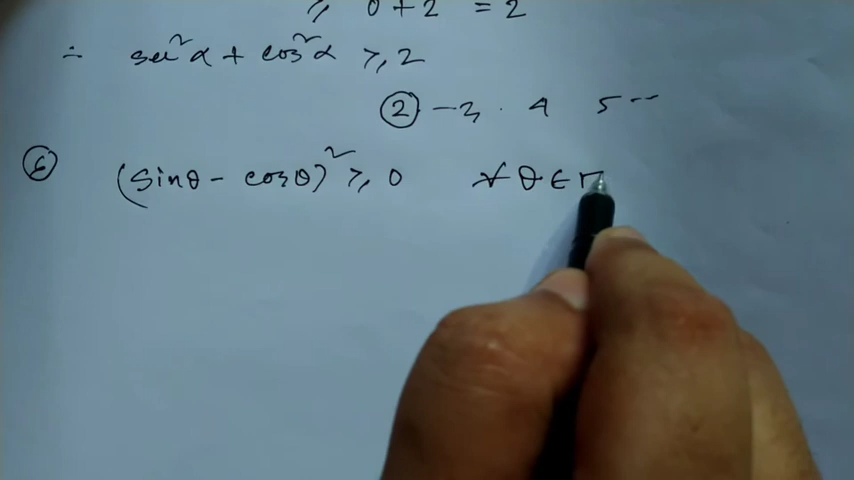 ⩾ 0 + 2 = 2
∴ sec²α + cos²α ⩾ 2
② — 3, 4 5 --
⑥ (sinθ - cosθ)² ⩾ 0 ∀ θ ∈